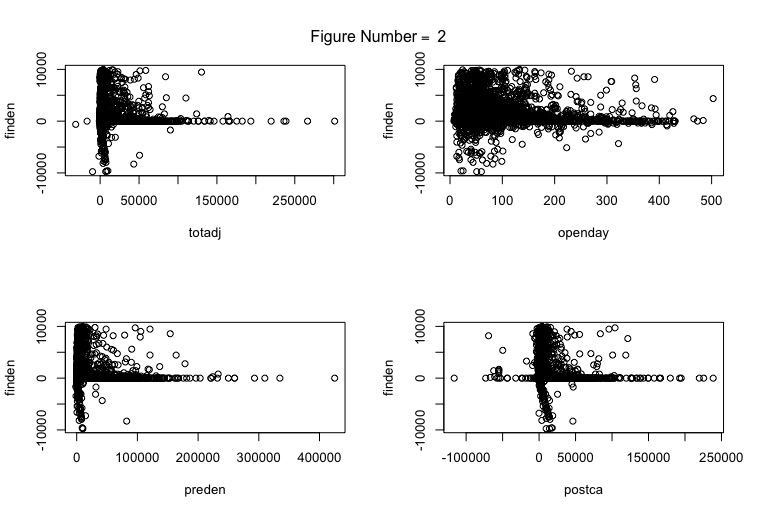 Figure Number = 2
finden
-10000 0 10000
0 50000 150000 250000
totadj
finden
-10000 0 10000
0 100 200 300 400 500
openday
finden
-10000 0 10000
0 100000 200000 300000 400000
preden
finden
-10000 0 10000
-100000 0 50000 150000 250000
postca